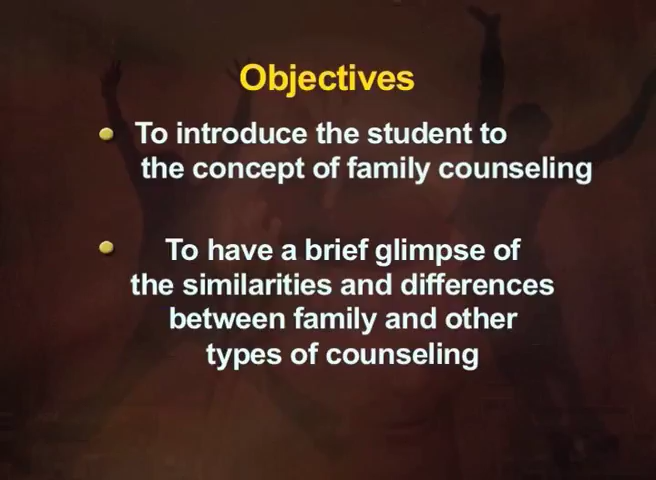 Objectives
To introduce the student to
the concept of family counseling
To have a brief glimpse of
the similarities and differences
between family and other
types of counseling